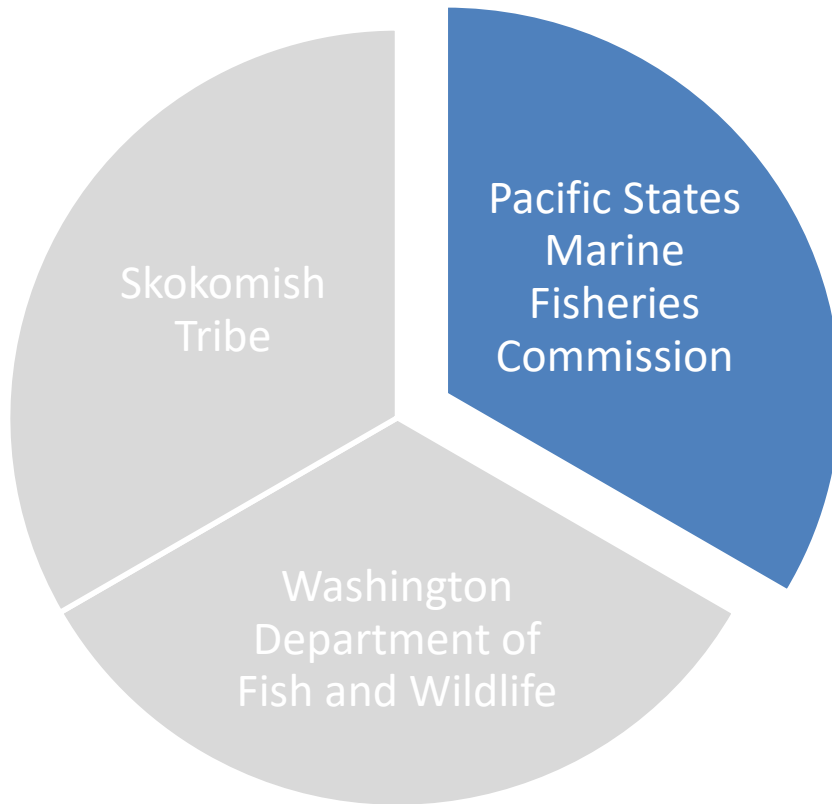 Pacific States
Marine
Fisheries
Commission
Skokomish
Tribe
Washington
Department of
Fish and Wildlife